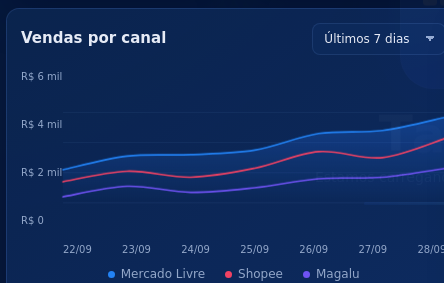 Vendas por canal
Últimos 7 dias
R$ 6 mil
R$ 4 mil
R$ 2 mil
R$ 0
22/09 23/09 24/09 25/09 26/09 27/09 28/09
Mercado Livre Shopee Magalu